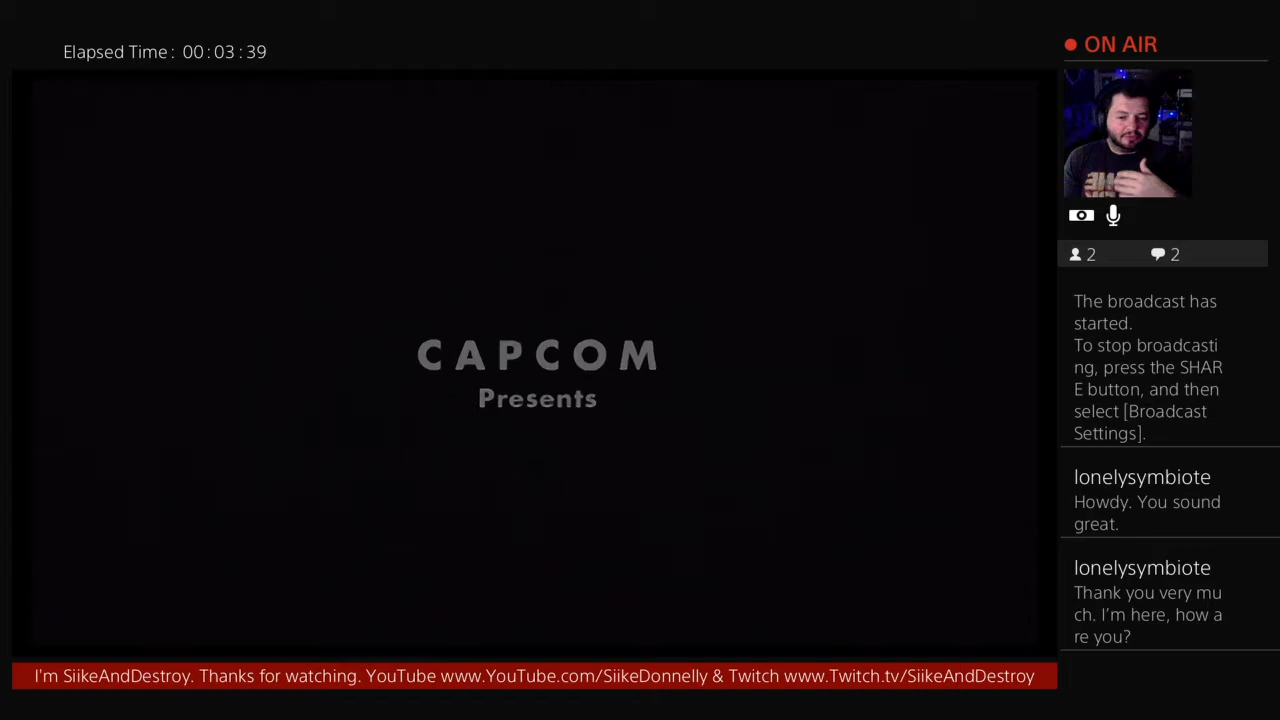 Elapsed Time: 00:03:39
ON AIR
CAPCOM
Presents
2
2
The broadcast has
started.
To stop broadcasti
ng, press the SHAR
E button, and then
select [Broadcast
Settings].
lonelysymbiote
Howdy. You sound
great.
lonelysymbiote
Thank you very mu
ch. I'm here, how a
re you?
I'm SiikeAndDestroy. Thanks for watching. YouTube www.YouTube.com/SiikeDonnelly & Twitch www.Twitch.tv/SiikeAndDestroy